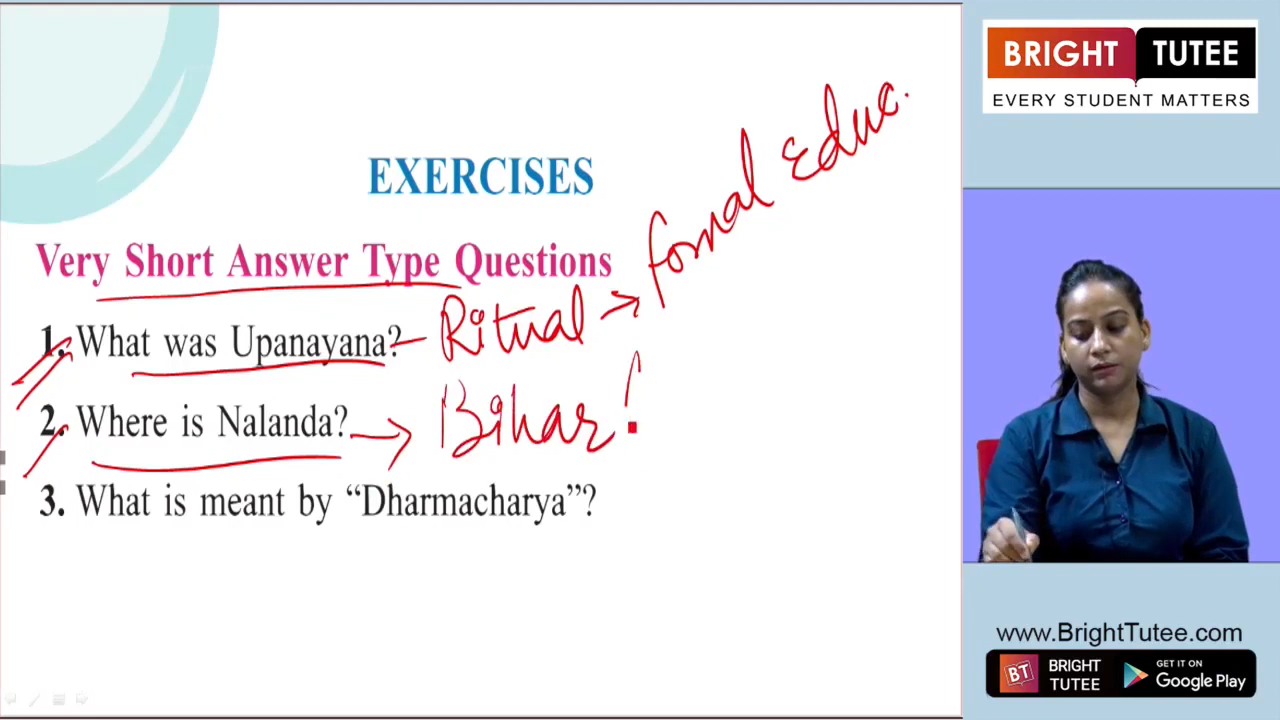 BRIGHT TUTEE
EVERY STUDENT MATTERS
EXERCISES
formal Educ.
Very Short Answer Type Questions
1. What was Upanayana? - Ritual →
2. Where is Nalanda? → Bihar
3. What is meant by “Dharmacharya”?
www.BrightTutee.com
BT
BRIGHT
TUTEE
GET IT ON
Google Play